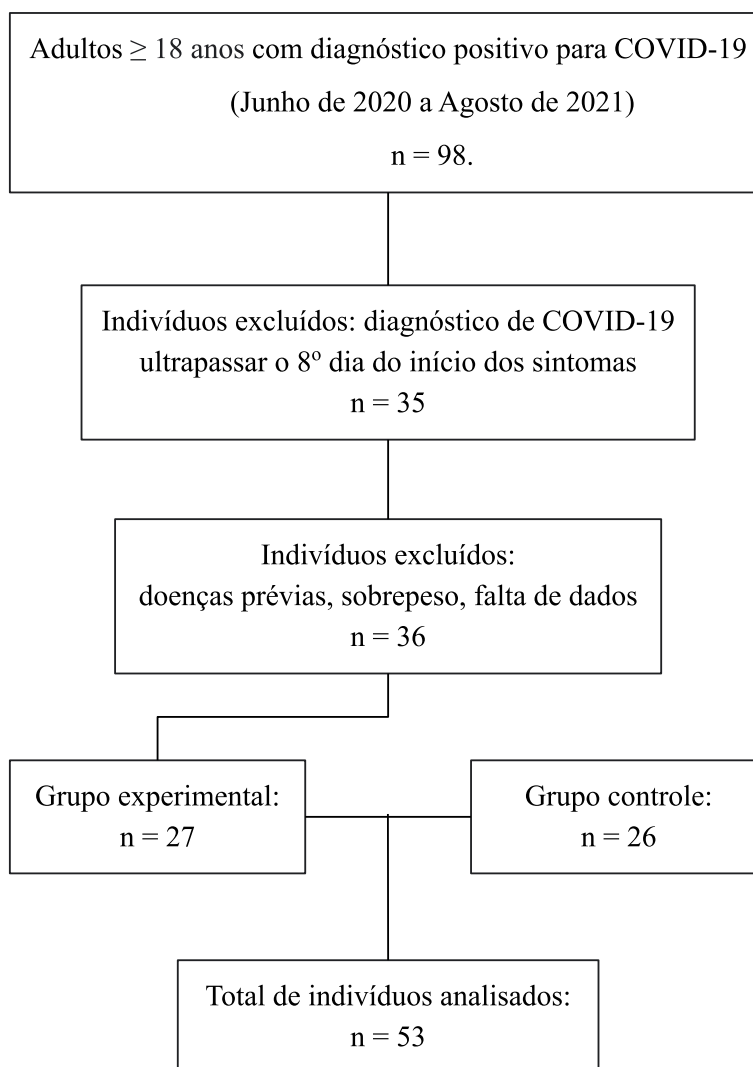 Adultos ≥ 18 anos com diagnóstico positivo para COVID-19
(Junho de 2020 a Agosto de 2021)
n = 98.
Indivíduos excluídos: diagnóstico de COVID-19
ultrapassar o 8º dia do início dos sintomas
n = 35
Indivíduos excluídos:
doenças prévias, sobrepeso, falta de dados
n = 36
Grupo experimental:
n = 27
Grupo controle:
n = 26
Total de indivíduos analisados:
n = 53